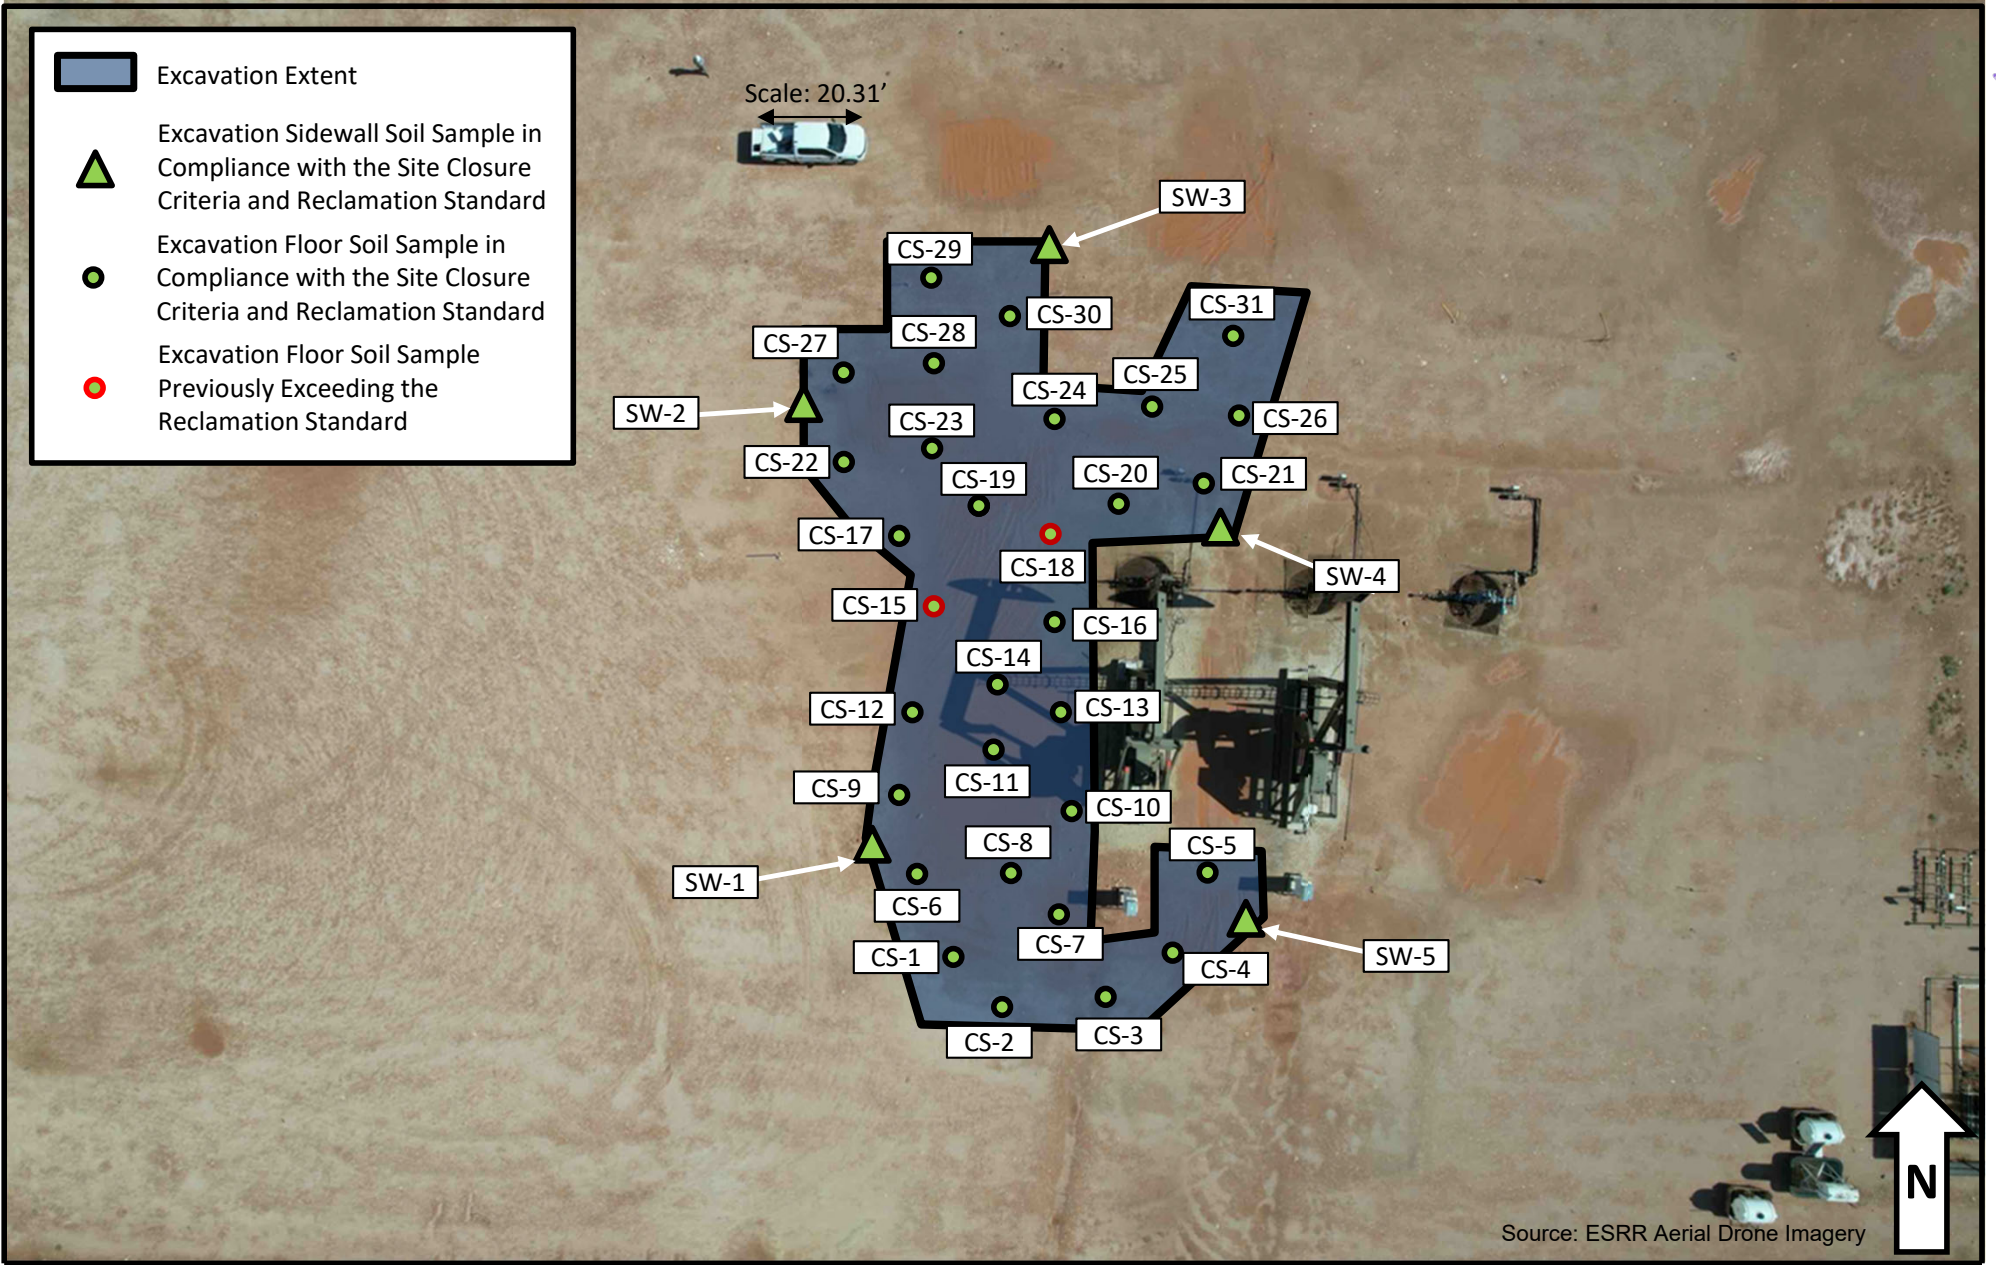 Excavation Extent
Excavation Sidewall Soil Sample in
Compliance with the Site Closure
Criteria and Reclamation Standard
Excavation Floor Soil Sample in
Compliance with the Site Closure
Criteria and Reclamation Standard
Excavation Floor Soil Sample
Previously Exceeding the
Reclamation Standard
Scale: 20.31’
SW-3
CS-29
CS-31
CS-30
CS-28
CS-27
CS-25
CS-24
SW-2
CS-23
CS-26
CS-22
CS-19
CS-20
CS-21
CS-17
CS-18
SW-4
CS-15
CS-16
CS-14
CS-12
CS-13
CS-11
CS-9
CS-10
CS-8
CS-5
SW-1
CS-6
CS-7
CS-1
SW-5
CS-4
CS-2
CS-3
N
Source: ESRR Aerial Drone Imagery